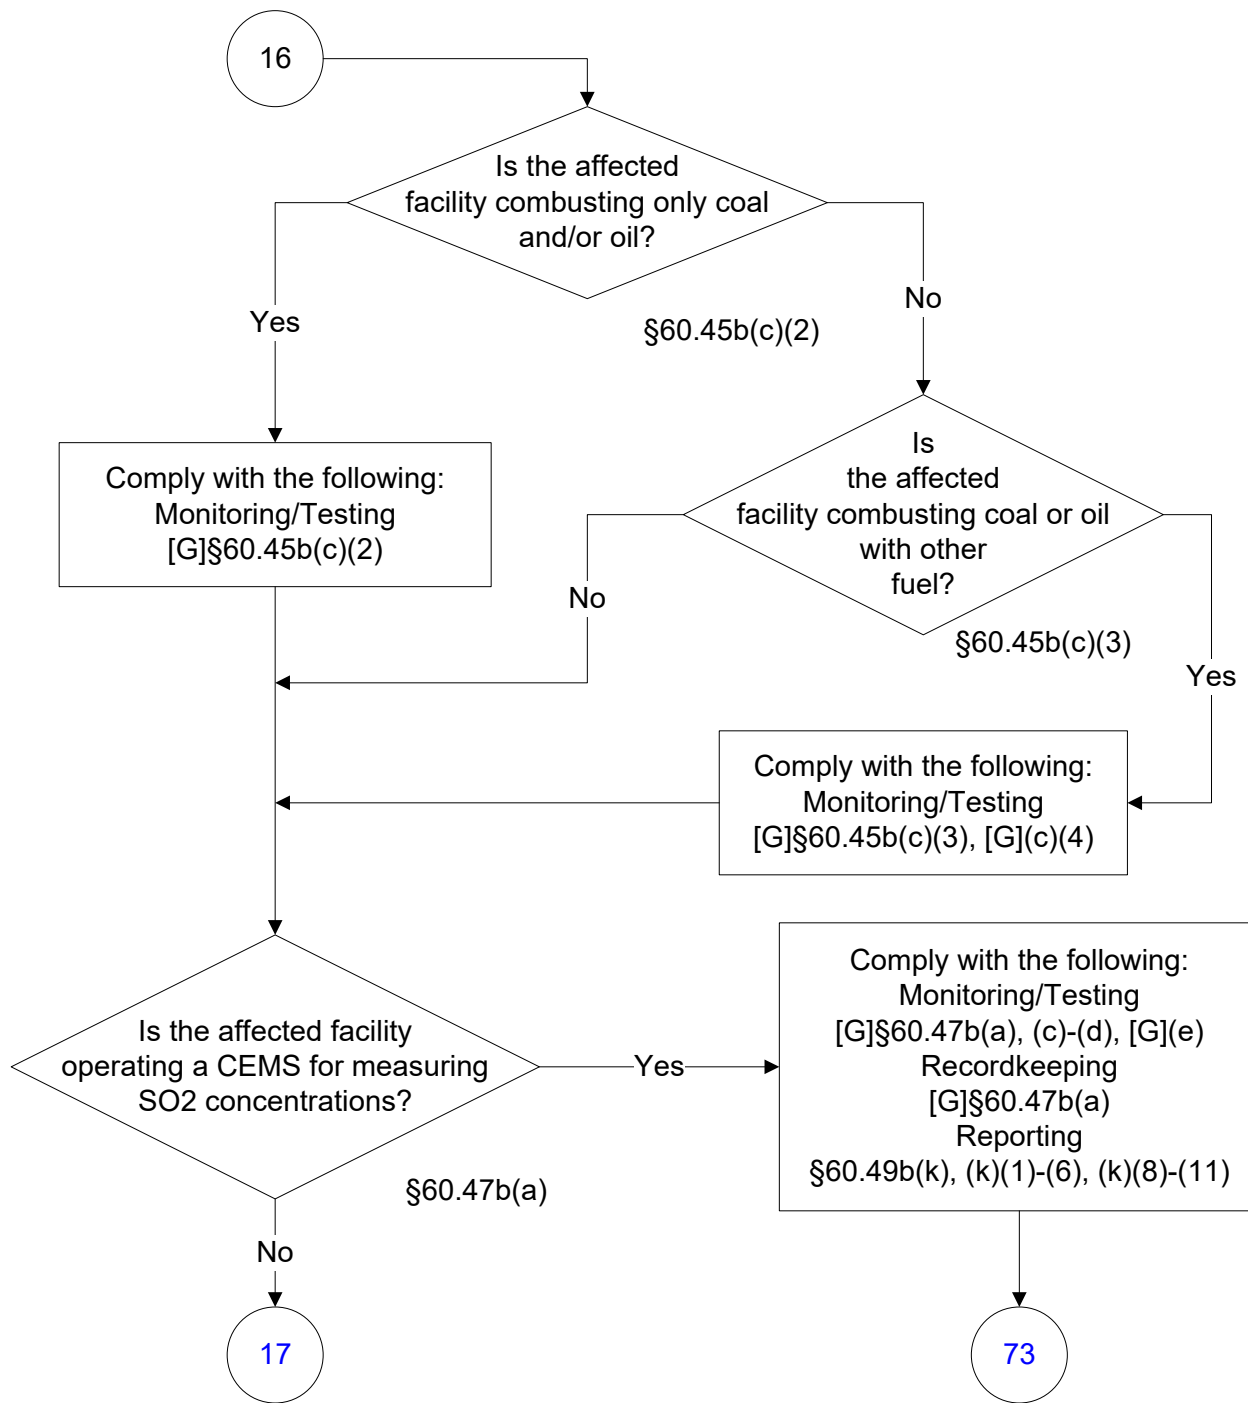 16
Is the affected
facility combusting only coal
and/or oil?
Yes
No
§60.45b(c)(2)
Comply with the following:
Monitoring/Testing
[G]§60.45b(c)(2)
Is
the affected
facility combusting coal or oil
with other
fuel?
No
§60.45b(c)(3)
Yes
Comply with the following:
Monitoring/Testing
[G]§60.45b(c)(3), [G](c)(4)
Is the affected facility
operating a CEMS for measuring
SO2 concentrations?
Yes
§60.47b(a)
Comply with the following:
Monitoring/Testing
[G]§60.47b(a), (c)-(d), [G](e)
Recordkeeping
[G]§60.47b(a)
Reporting
§60.49b(k), (k)(1)-(6), (k)(8)-(11)
No
17
73